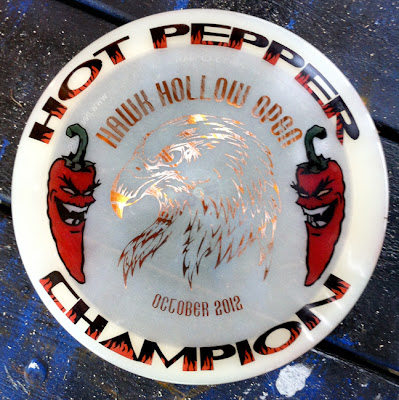 HOT PEPPER
HAWK HOLLOW OPEN
OCTOBER 2012
CHAMPION